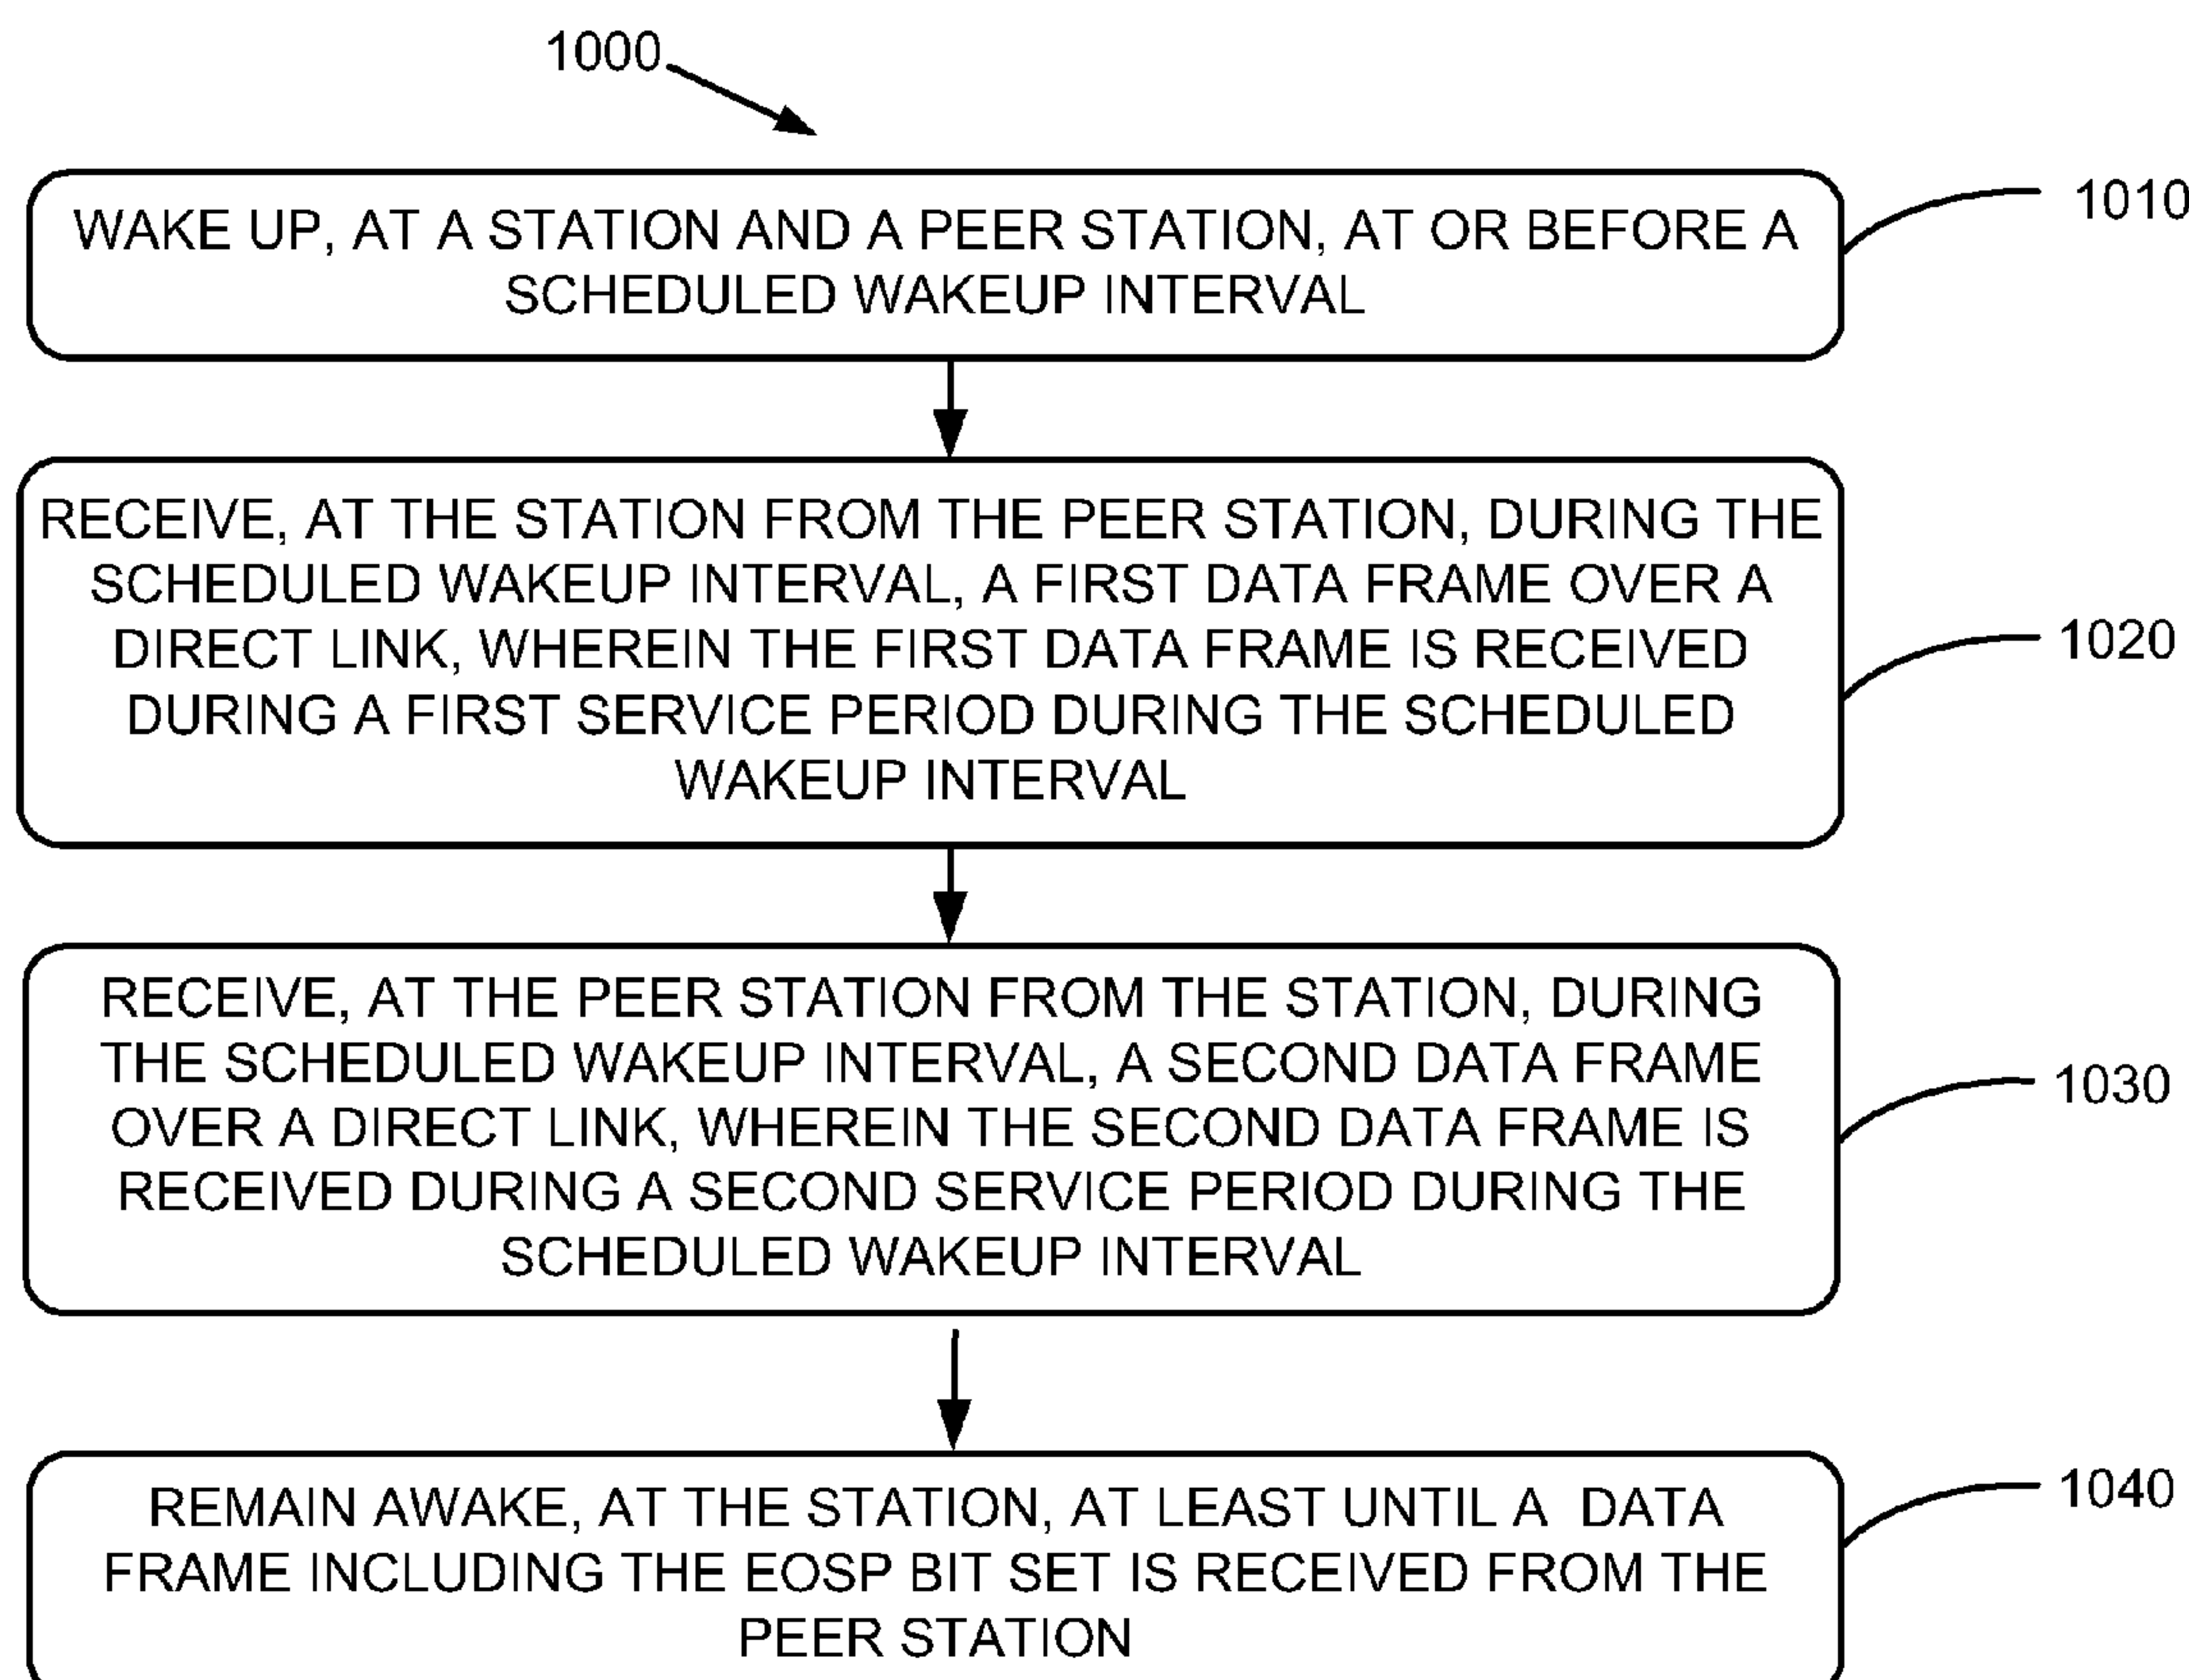 1000
WAKE UP, AT A STATION AND A PEER STATION, AT OR BEFORE A
SCHEDULED WAKEUP INTERVAL
1010
RECEIVE, AT THE STATION FROM THE PEER STATION, DURING THE
SCHEDULED WAKEUP INTERVAL, A FIRST DATA FRAME OVER A
DIRECT LINK, WHEREIN THE FIRST DATA FRAME IS RECEIVED
DURING A FIRST SERVICE PERIOD DURING THE SCHEDULED
WAKEUP INTERVAL
1020
RECEIVE, AT THE PEER STATION FROM THE STATION, DURING
THE SCHEDULED WAKEUP INTERVAL, A SECOND DATA FRAME
OVER A DIRECT LINK, WHEREIN THE SECOND DATA FRAME IS
RECEIVED DURING A SECOND SERVICE PERIOD DURING THE
SCHEDULED WAKEUP INTERVAL
1030
REMAIN AWAKE, AT THE STATION, AT LEAST UNTIL A DATA
FRAME INCLUDING THE EOSP BIT SET IS RECEIVED FROM THE
PEER STATION
1040